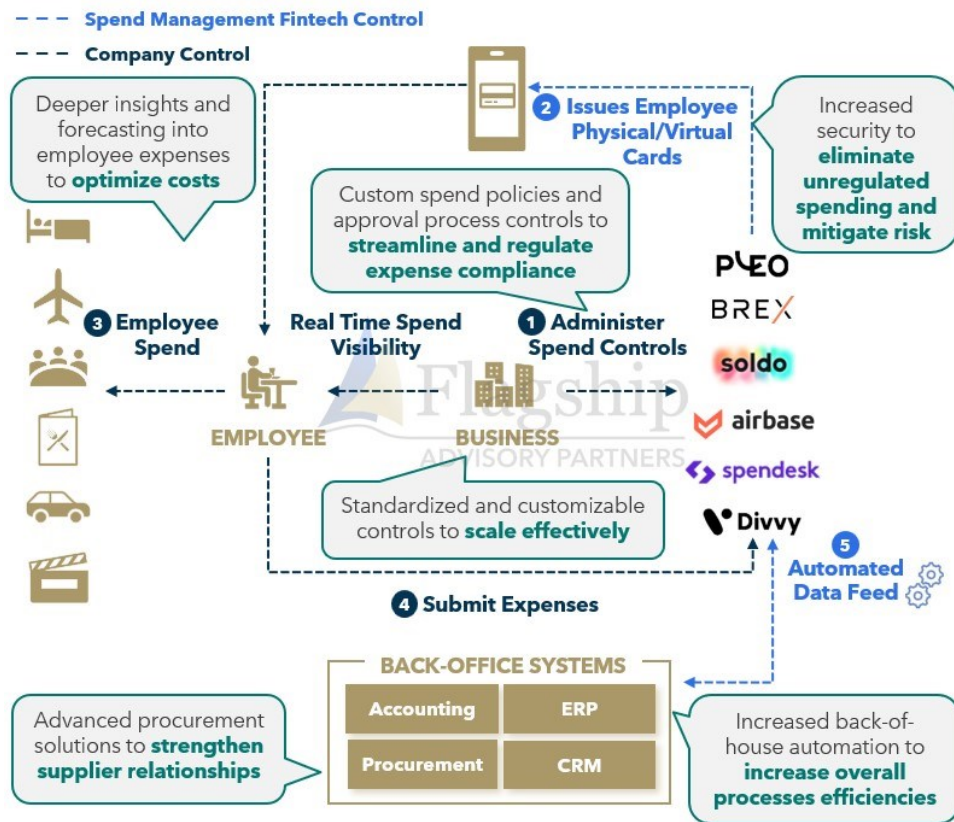 Spend Management Fintech Control
Company Control
Deeper insights and
forecasting into
employee expenses
to optimize costs
2 Issues Employee
Physical/Virtual
Cards
Increased
security to
eliminate
unregulated
spending and
mitigate risk
Custom spend policies and
approval process controls to
streamline and regulate
expense compliance
PLEO
BREX
soldo
airbase
spendesk
Divvy
3 Employee
Spend
Real Time Spend
Visibility
1 Administer
Spend Controls
Flagship
ADVISORY PARTNERS
EMPLOYEE
BUSINESS
Standardized and customizable
controls to scale effectively
5
Automated
Data Feed
4 Submit Expenses
BACK-OFFICE SYSTEMS
Accounting
ERP
Procurement
CRM
Advanced procurement
solutions to strengthen
supplier relationships
Increased back-of-
house automation to
increase overall
processes efficiencies